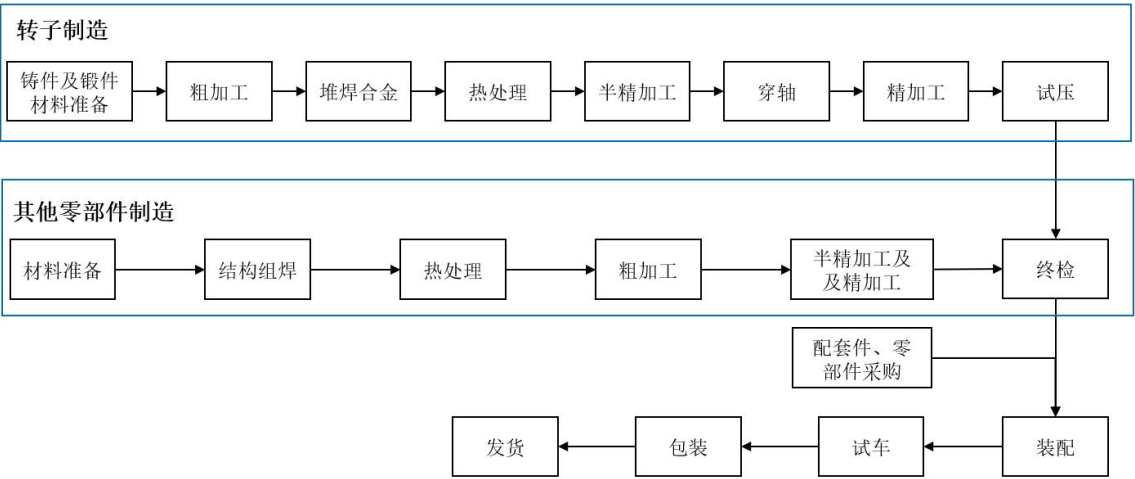 转子制造
铸件及锻件
材料准备
粗加工
堆焊合金
热处理
半精加工
穿轴
精加工
试压
其他零部件制造
材料准备
结构组焊
热处理
粗加工
半精加工及
及精加工
终检
配套件、零
部件采购
发货
包装
试车
装配